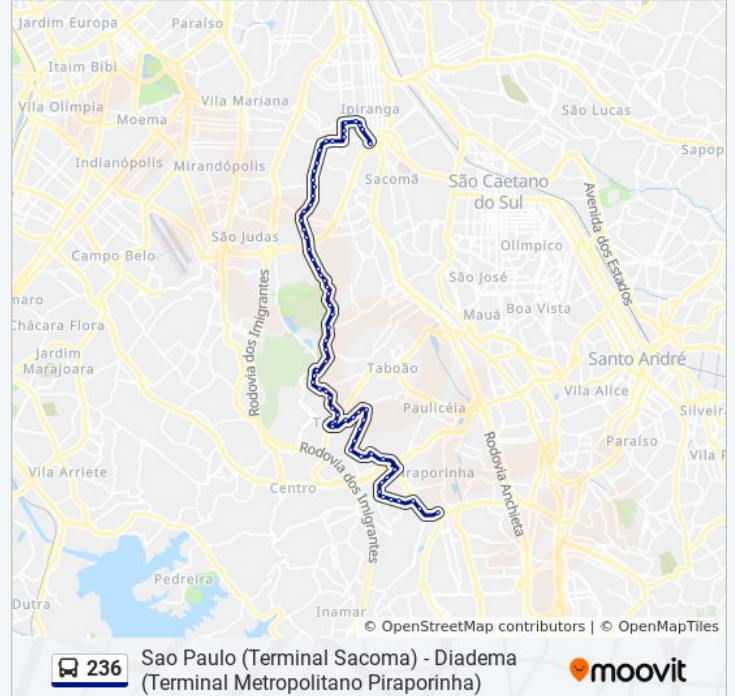 Jardim Europa
Paraíso
Itaim Bibi
Vila Olímpia
Vila Mariana
Moema
Ipiranga
São Lucas
Indianópolis
Mirandópolis
Sapop
Sacomã
São Caetano
do Sul
Avenida dos Estados
São Judas
Campo Belo
Olímpico
São José
maro
Chácara Flora
Mauá
Boa Vista
Rodovia dos Imigrantes
Jardim
Marajoara
Taboão
Santo André
Vila Alice
Paulicéia
Silveir
T
Paraíso
Vila Arriete
Rodovia dos Imigrantes
iraporinha
Rodovia Anchieta
Vila P
Centro
Pedreira
Dutra
Inamar
© OpenStreetMap contributors | © OpenMapTiles
236
Sao Paulo (Terminal Sacoma) - Diadema
(Terminal Metropolitano Piraporinha)
moovit